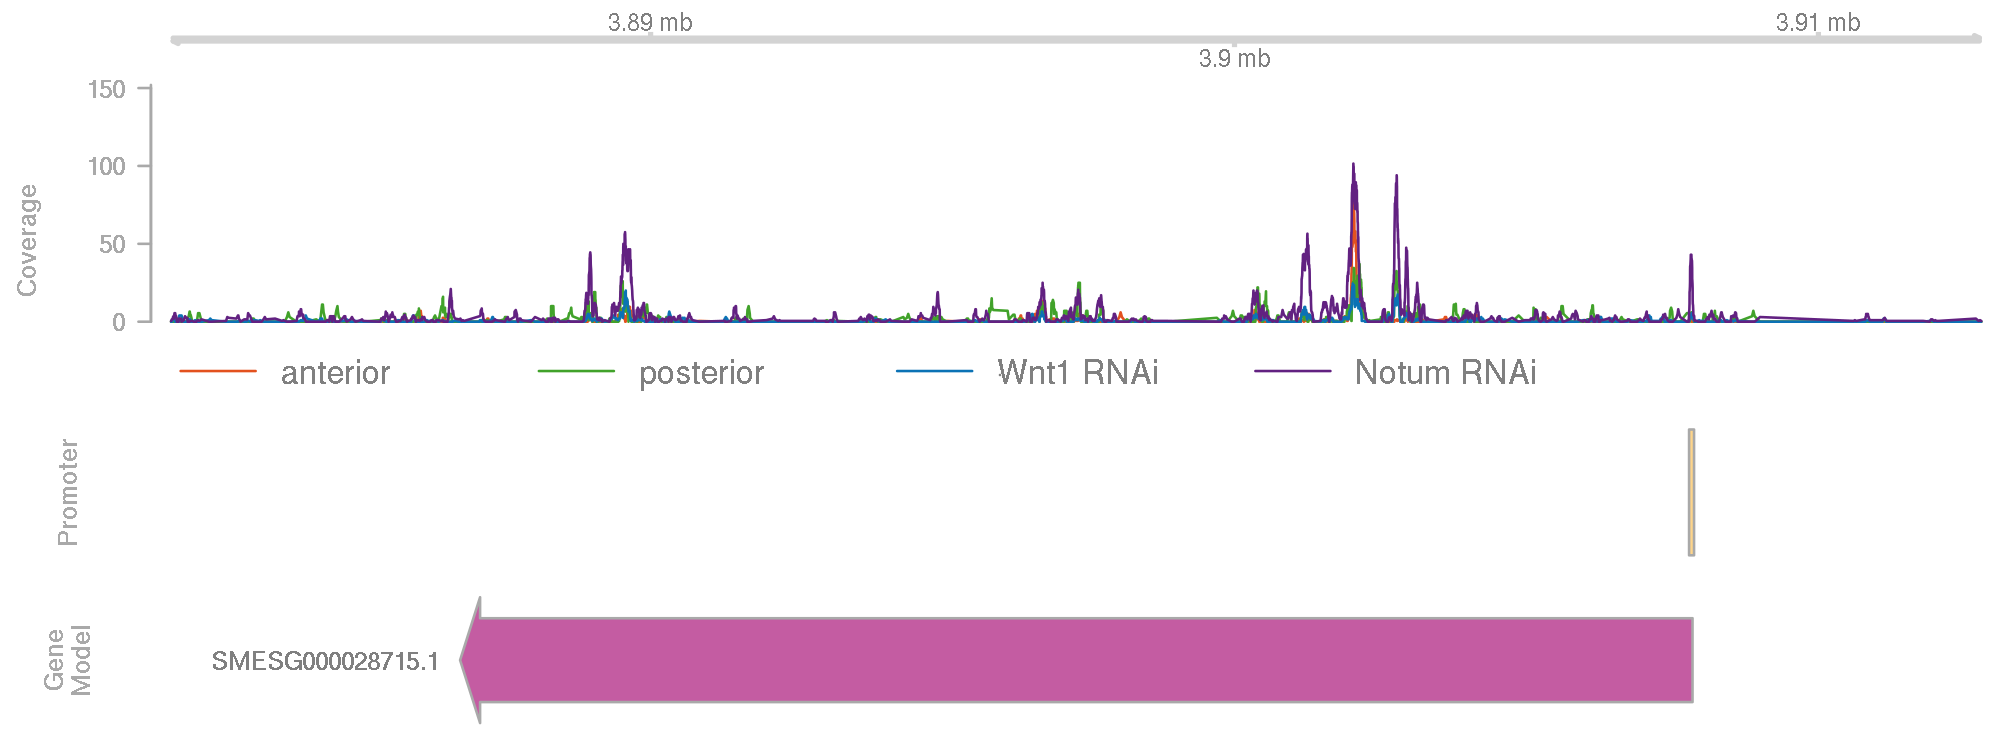 3.89 mb
3.91 mb
3.9 mb
150
100
50
0
Coverage
anterior
posterior
Wnt1 RNAi
Notum RNAi
Promoter
Gene
Model
SMESG000028715.1